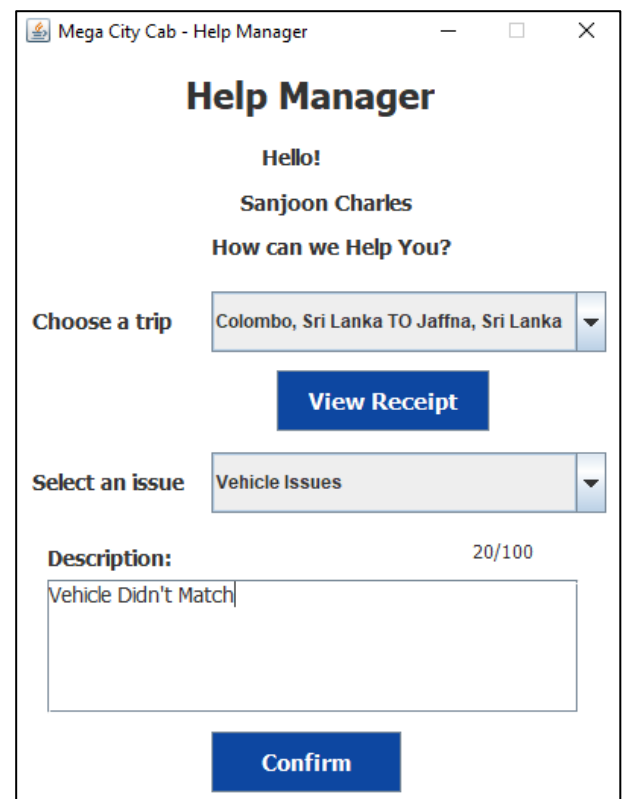 Mega City Cab - Help Manager
Help Manager
Hello!
Sanjoon Charles
How can we Help You?
Choose a trip Colombo, Sri Lanka TO Jaffna, Sri Lanka
View Receipt
Select an issue Vehicle Issues
Description: 20/100
Vehicle Didn't Match
Confirm